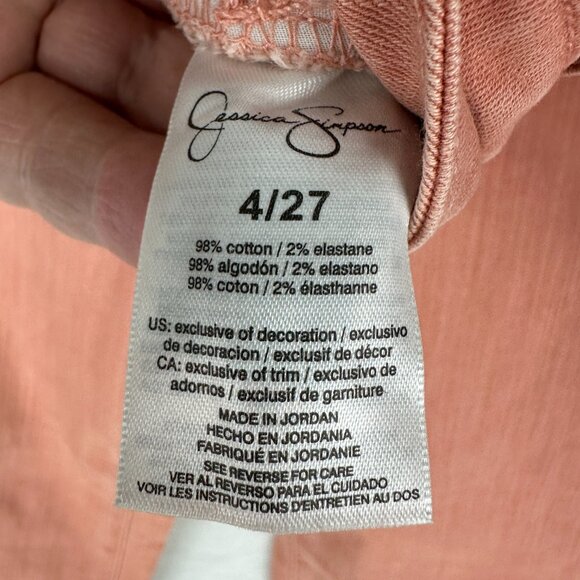 Jessica Simpson
4/27
98% cotton / 2% elastane
98% algodón / 2% elastano
98% coton / 2% élasthanne
US: exclusive of decoration / exclusivo
de decoracion / exclusif de décor
CA: exclusive of trim / exclusivo de
adornos / exclusif de garniture
MADE IN JORDAN
HECHO EN JORDANIA
FABRIQUÉ EN JORDANIE
SEE REVERSE FOR CARE
VER AL REVERSO PARA EL CUIDADO
VOIR LES INSTRUCTIONS D'ENTRETIEN AU DOS